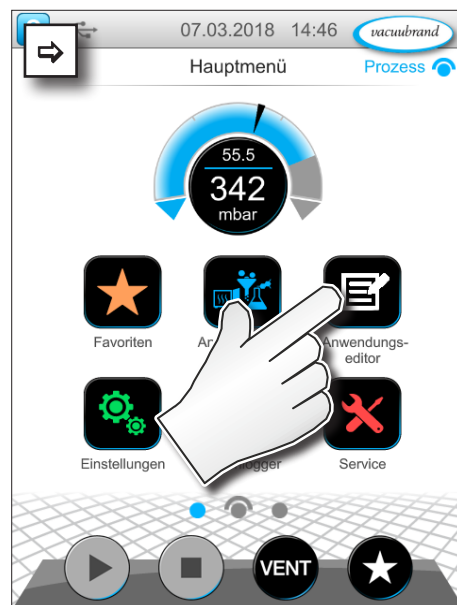 07.03.2018 14:46 vacuubrand
Hauptmenü Prozess
55.5
342
mbar
Favoriten
Anwendungs-
editor
Einstellungen
Service
VENT